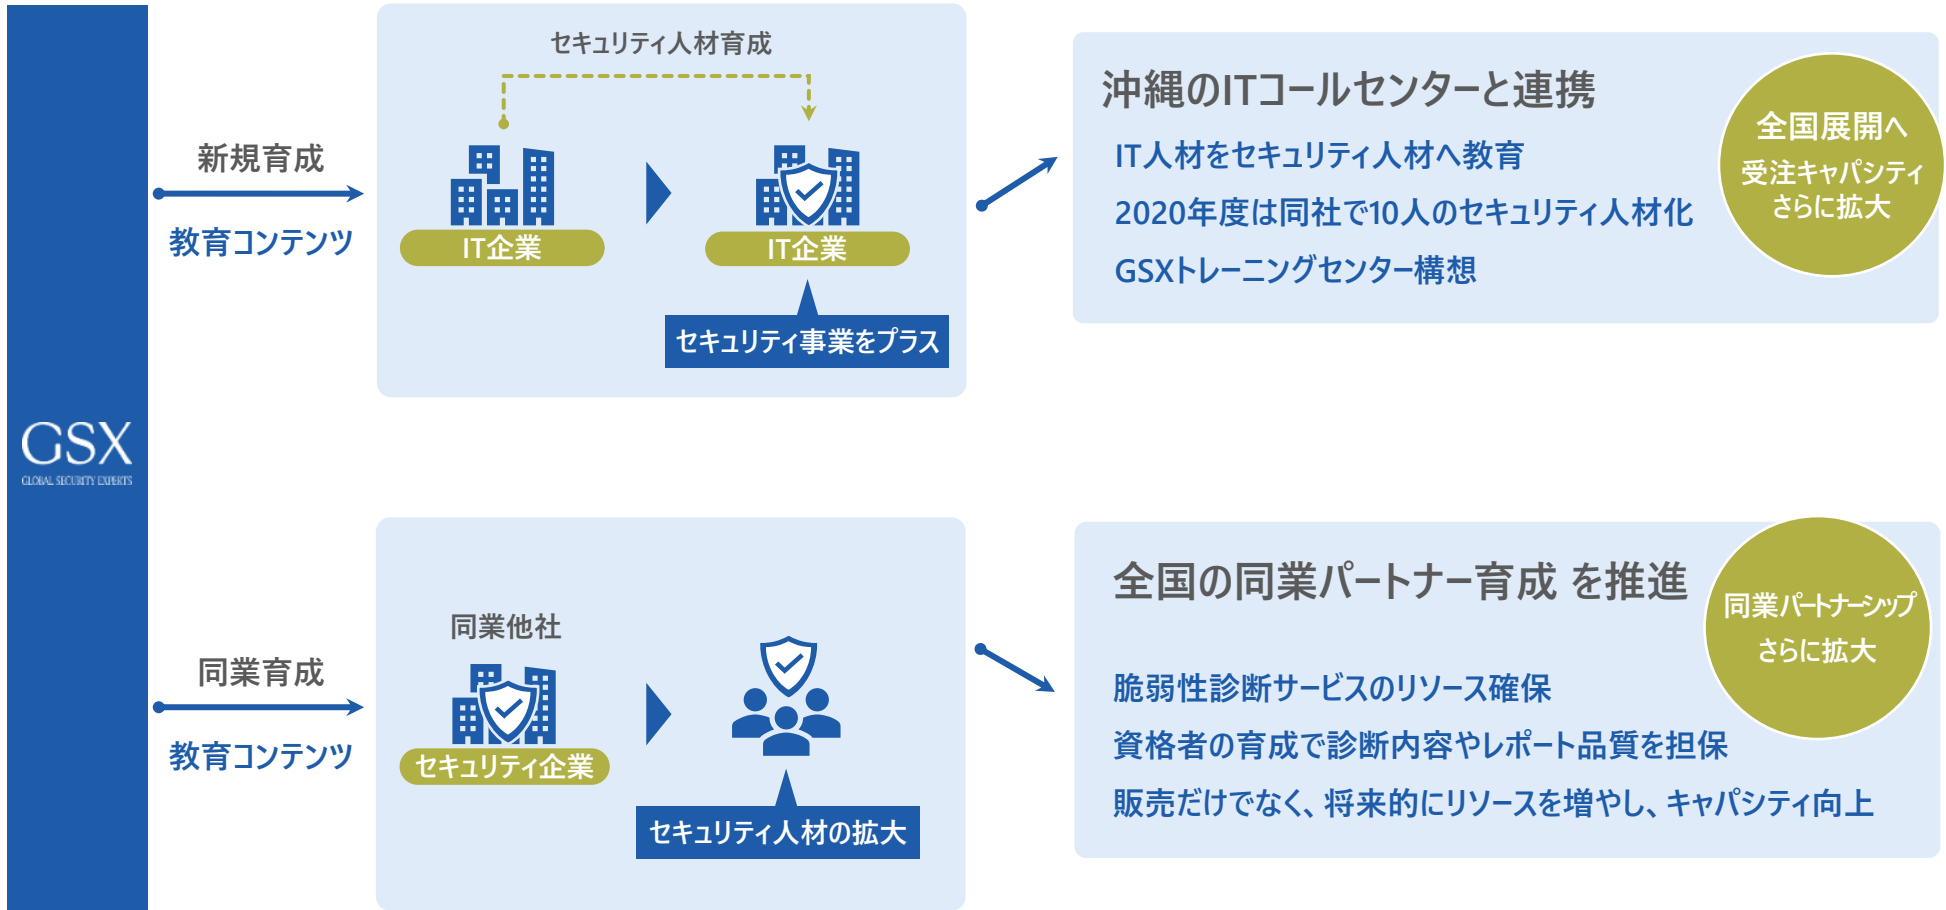 GSX
GLOBAL SECURITY EXPERTS
新規育成
教育コンテンツ
セキュリティ人材育成
IT企業
IT企業
セキュリティ事業をプラス
沖縄のITコールセンターと連携
IT人材をセキュリティ人材へ教育
2020年度は同社で10人のセキュリティ人材化
GSXトレーニングセンター構想
全国展開へ
受注キャパシティ
さらに拡大
同業育成
教育コンテンツ
同業他社
セキュリティ企業
セキュリティ人材の拡大
全国の同業パートナー育成 を推進
脆弱性診断サービスのリソース確保
資格者の育成で診断内容やレポート品質を担保
販売だけでなく、将来的にリソースを増やし、キャパシティ向上
同業パートナーシップ
さらに拡大